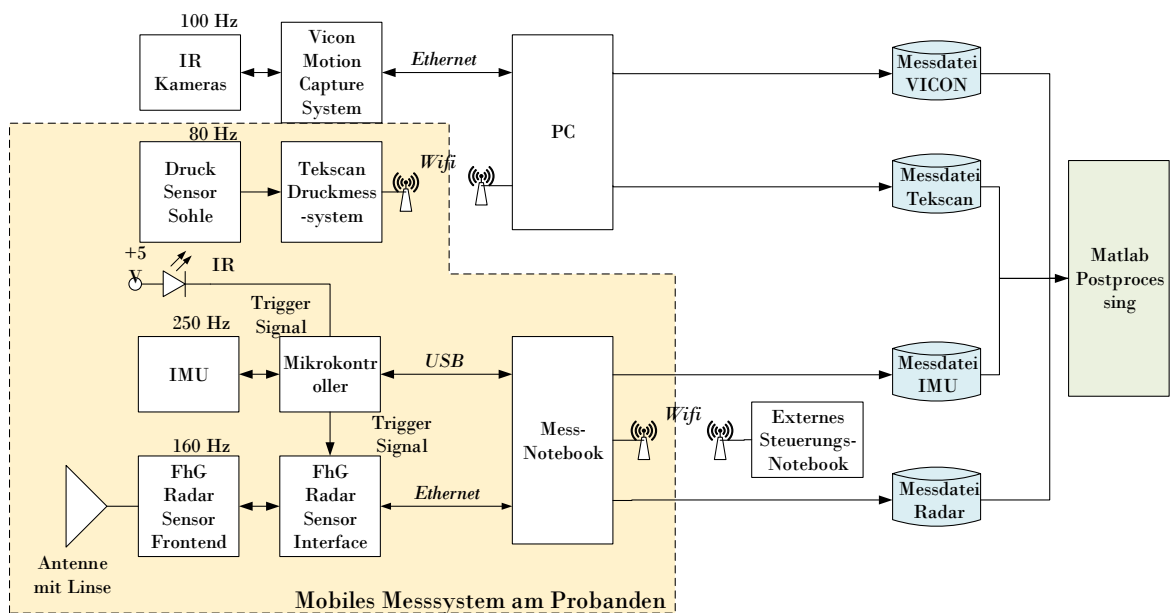 100 Hz
IR
Kameras
Vicon
Motion
Capture
System
Ethernet
PC
Messdatei
VICON
80 Hz
Druck
Sensor
Sohle
Tekscan
Druckmess
-system
Wifi
Messdatei
Tekscan
Matlab
Postproces
sing
+5
V
IR
Trigger
Signal
250 Hz
IMU
Mikrokont
roller
USB
Mess-
Notebook
Messdatei
IMU
Wifi
Externes
Steuerungs-
Notebook
Trigger
Signal
160 Hz
FhG
Radar
Sensor
Frontend
FhG
Radar
Sensor
Interface
Ethernet
Messdatei
Radar
Antenne
mit Linse
Mobiles Messsystem am Probanden